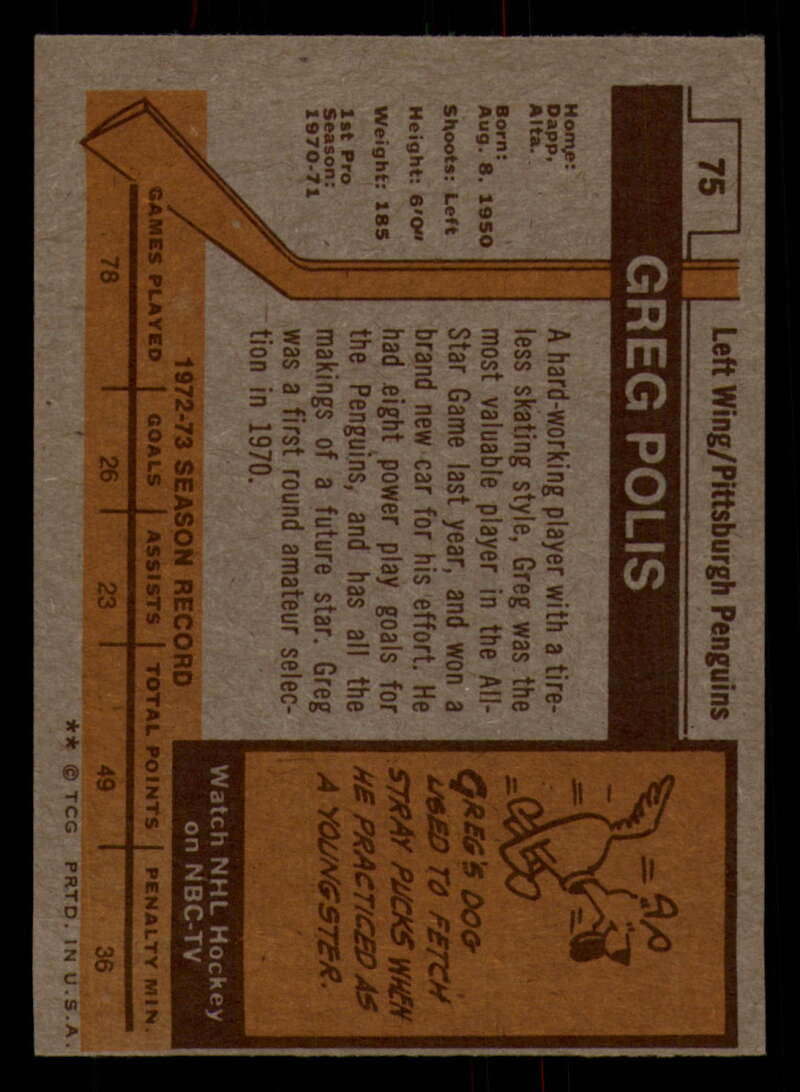 75
Left Wing/Pittsburgh Penguins
GREG POLIS
Home:
Dapp,
Alta.
Born:
Aug. 8, 1950
Shoots: Left
Height: 6'0"
Weight: 185
1st Pro
Season:
1970-71
A hard-working player with a tire-
less skating style, Greg was the
most valuable player in the All-
Star Game last year, and won a
brand new car for his effort. He
had eight power play goals for
the Penguins, and has all the
makings of a future star. Greg
was a first round amateur selec-
tion in 1970.
GREG'S DOG
USED TO FETCH
STRAY PUCKS WHEN
HE PRACTICED AS
A YOUNGSTER.
Watch NHL Hockey
on NBC-TV
1972-73 SEASON RECORD
GAMES PLAYED GOALS ASSISTS TOTAL POINTS PENALTY MIN.
78 26 23 49 36
** © TCG PRTD. IN U.S.A.